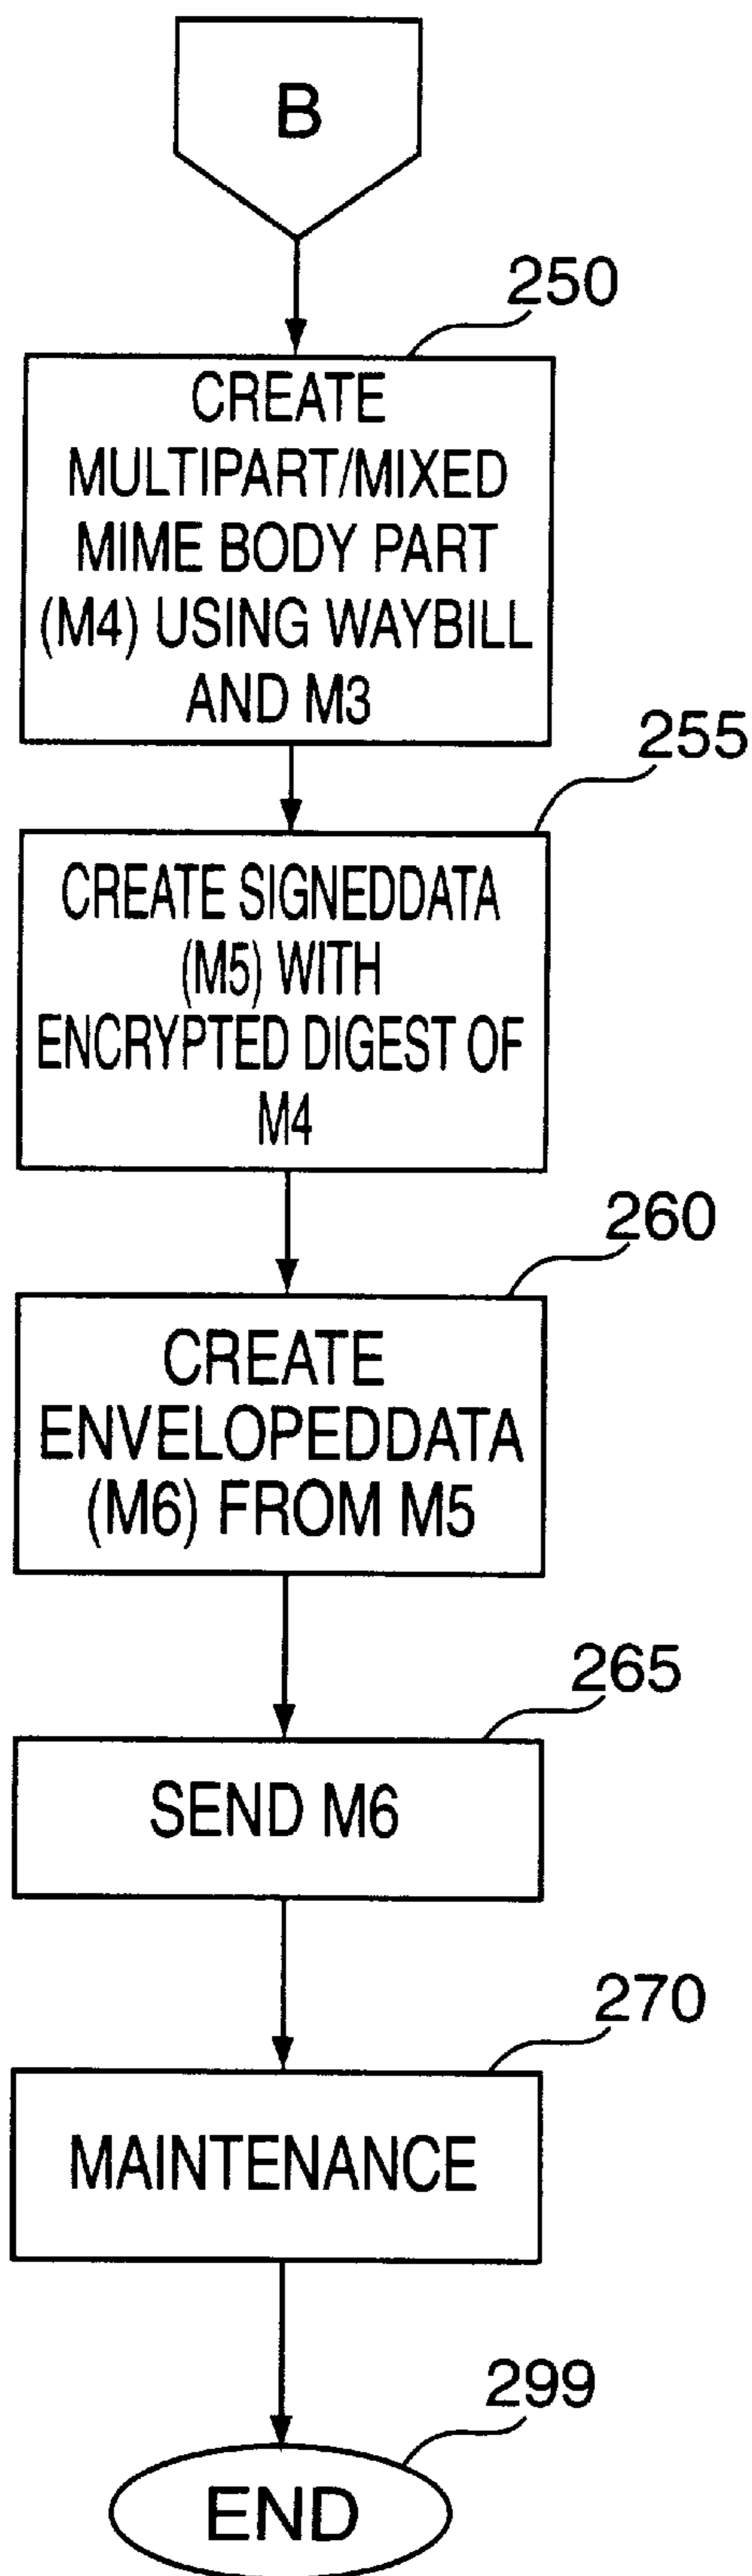 B
250
CREATE
MULTIPART/MIXED
MIME BODY PART
(M4) USING WAYBILL
AND M3
255
CREATE SIGNEDDATA
(M5) WITH
ENCRYPTED DIGEST OF
M4
260
CREATE
ENVELOPEDDATA
(M6) FROM M5
265
SEND M6
270
MAINTENANCE
299
END